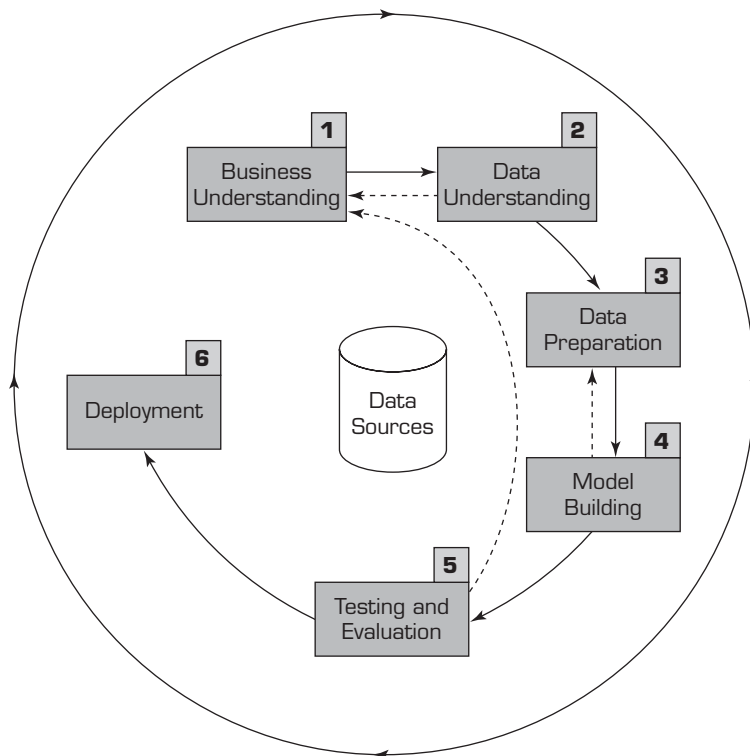 1
Business
Understanding
2
Data
Understanding
3
Data
Preparation
6
Deployment
Data
Sources
4
Model
Building
5
Testing and
Evaluation